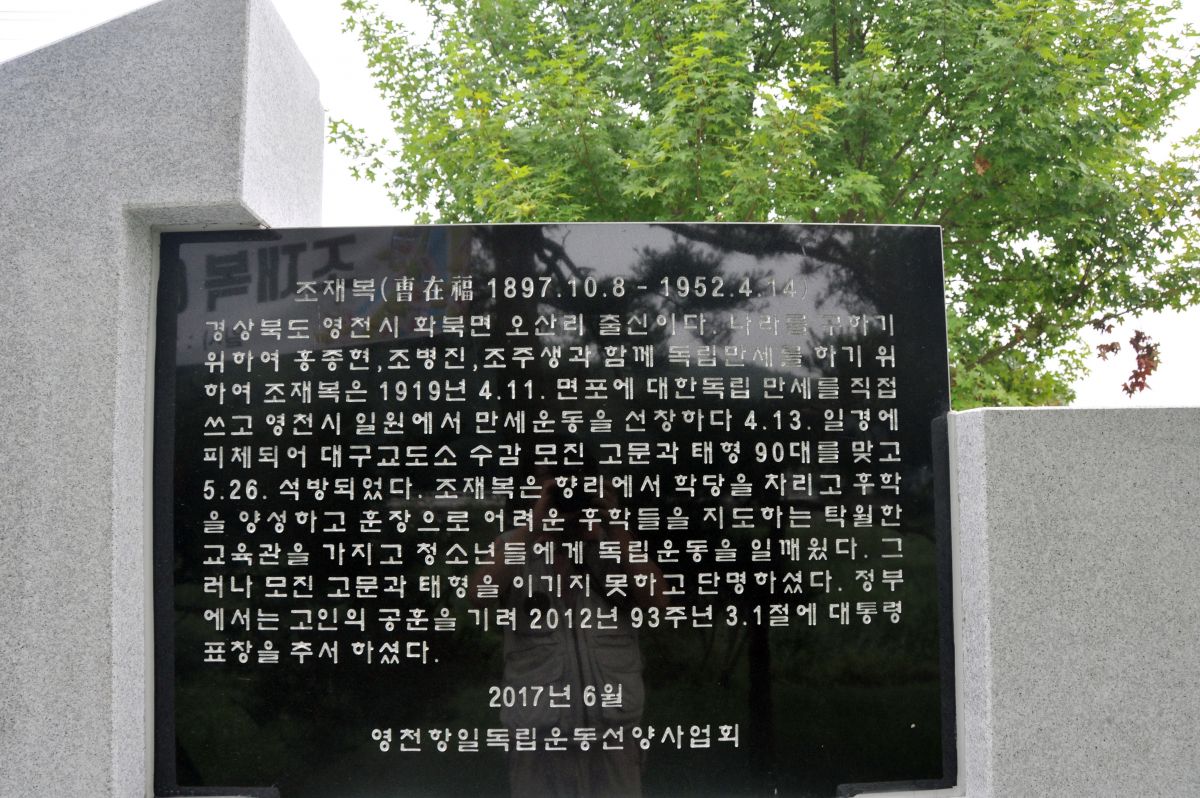 조재복(曺在福 1897.10.8 - 1952.4.14)
경상북도 영천시 화북면 오산리 출신이다. 나라를 구하기
위하여 홍종현,조병진,조주생과 함께 독립만세를 하기 위
하여 조재복은 1919년 4.11. 면포에 대한독립 만세를 직접
쓰고 영천시 일원에서 만세운동을 선창하다 4.13. 일경에
피체되어 대구교도소 수감 모진 고문과 태형 90대를 맞고
5.26. 석방되었다. 조재복은 향리에서 학당을 차리고 후학
을 양성하고 훈장으로 어려운 후학들을 지도하는 탁월한
교육관을 가지고 청소년들에게 독립운동을 일깨웠다. 그
러나 모진 고문과 태형을 이기지 못하고 단명하셨다. 정부
에서는 고인의 공훈을 기려 2012년 93주년 3.1절에 대통령
표창을 추서 하셨다.
2017년 6월
영천항일독립운동선양사업회